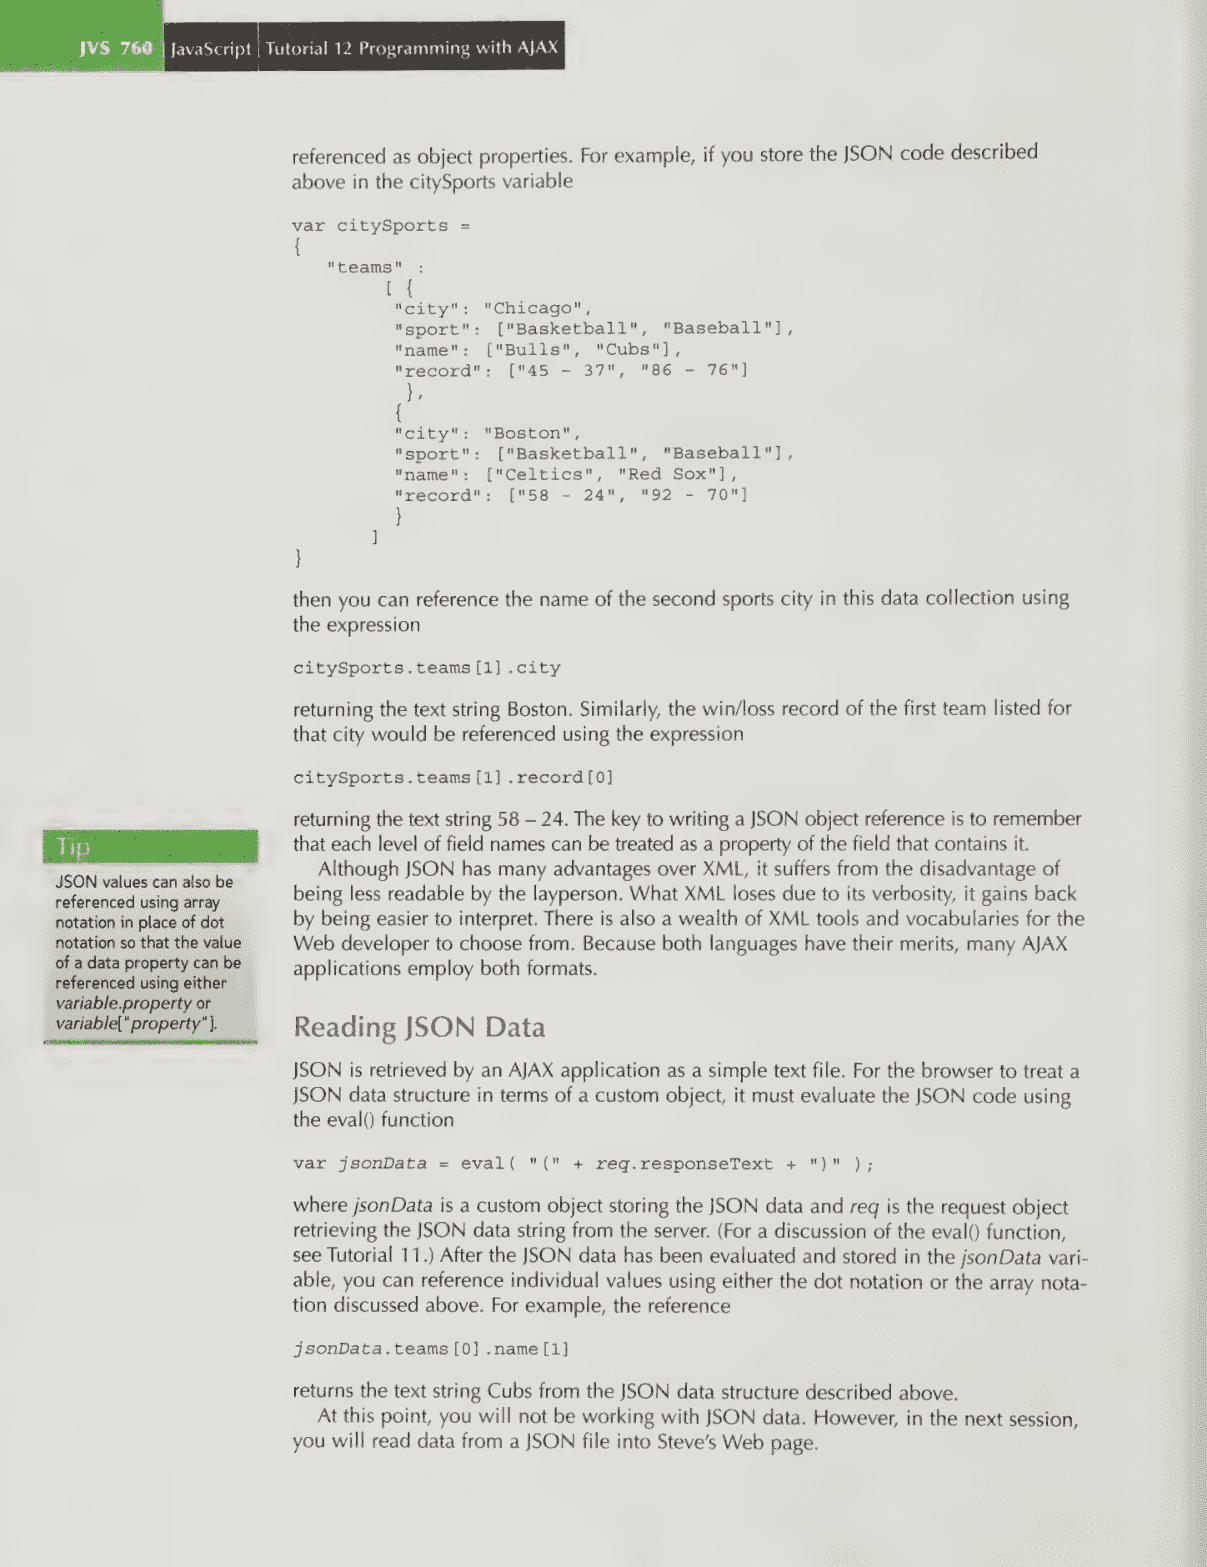 JVS 760 JavaScript Tutorial 12 Programming with AJAX
referenced as object properties. For example, if you store the JSON code described
above in the citySports variable
var citySports =
{
"teams" :
[ {
"city": "Chicago",
"sport": ["Basketball", "Baseball"],
"name": ["Bulls", "Cubs"],
"record": ["45 - 37", "86 - 76"]
},
{
"city": "Boston",
"sport": ["Basketball", "Baseball"],
"name": ["Celtics", "Red Sox"],
"record": ["58 - 24", "92 - 70"]
}
]
}
then you can reference the name of the second sports city in this data collection using
the expression
citySports.teams[1].city
returning the text string Boston. Similarly, the win/loss record of the first team listed for
that city would be referenced using the expression
citySports.teams[1].record[0]
returning the text string 58 – 24. The key to writing a JSON object reference is to remember
that each level of field names can be treated as a property of the field that contains it.
Although JSON has many advantages over XML, it suffers from the disadvantage of
being less readable by the layperson. What XML loses due to its verbosity, it gains back
by being easier to interpret. There is also a wealth of XML tools and vocabularies for the
Web developer to choose from. Because both languages have their merits, many AJAX
applications employ both formats.
Tip
JSON values can also be
referenced using array
notation in place of dot
notation so that the value
of a data property can be
referenced using either
variable.property or
variable["property"].
Reading JSON Data
JSON is retrieved by an AJAX application as a simple text file. For the browser to treat a
JSON data structure in terms of a custom object, it must evaluate the JSON code using
the eval() function
var jsonData = eval( "(" + req.responseText + ")" );
where jsonData is a custom object storing the JSON data and req is the request object
retrieving the JSON data string from the server. (For a discussion of the eval() function,
see Tutorial 11.) After the JSON data has been evaluated and stored in the jsonData vari-
able, you can reference individual values using either the dot notation or the array nota-
tion discussed above. For example, the reference
jsonData.teams[0].name[1]
returns the text string Cubs from the JSON data structure described above.
At this point, you will not be working with JSON data. However, in the next session,
you will read data from a JSON file into Steve's Web page.